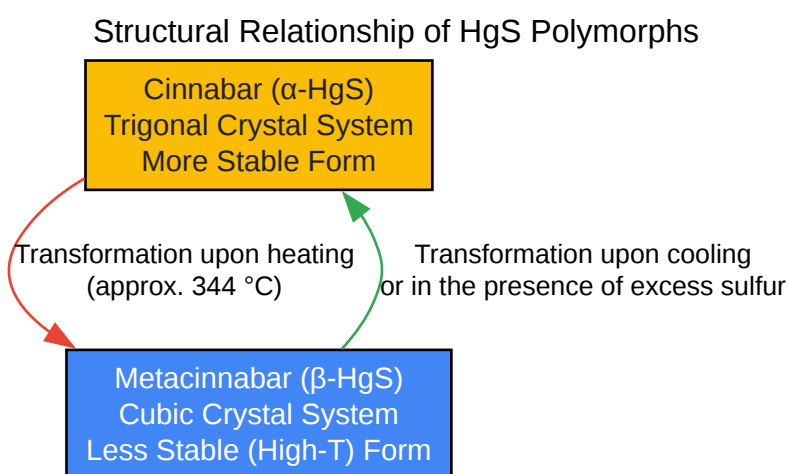 Structural Relationship of HgS Polymorphs
Cinnabar (α-HgS)
Trigonal Crystal System
More Stable Form
Transformation upon heating
(approx. 344 °C)
Transformation upon cooling
or in the presence of excess sulfur
Metacinnabar (β-HgS)
Cubic Crystal System
Less Stable (High-T) Form